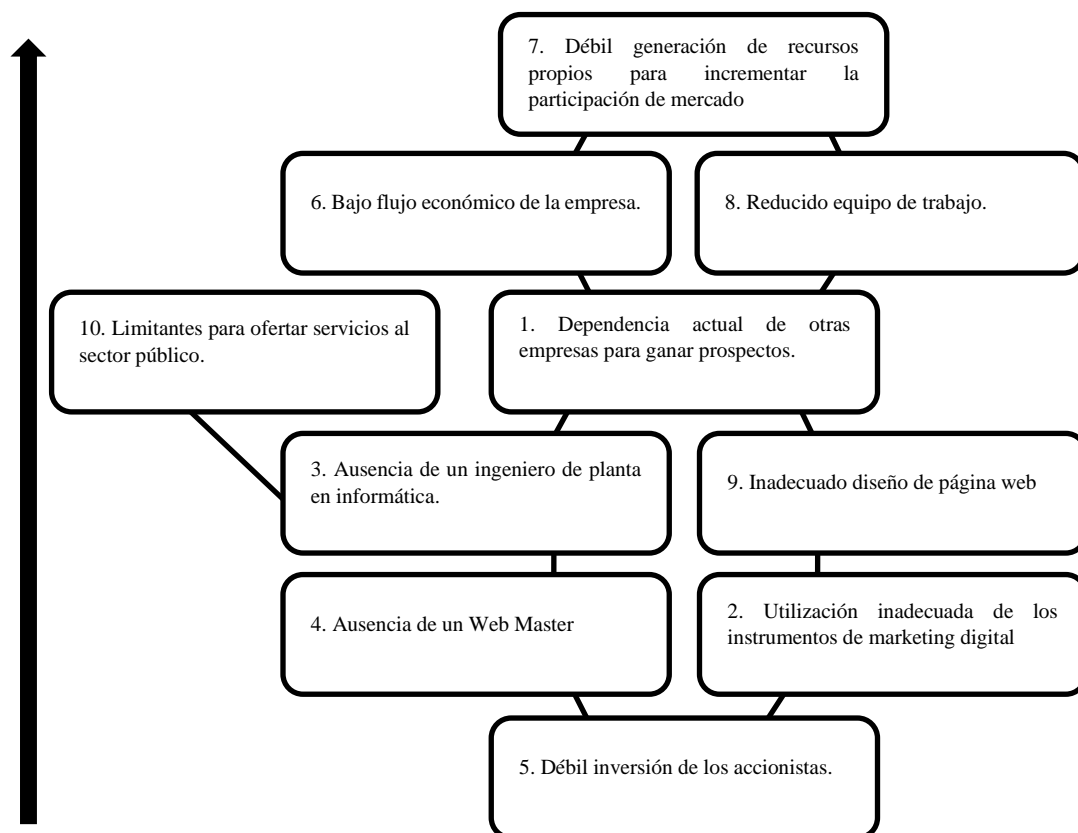 7. Débil generación de recursos
propios para incrementar la
participación de mercado
6. Bajo flujo económico de la empresa.
8. Reducido equipo de trabajo.
10. Limitantes para ofertar servicios al
sector público.
1. Dependencia actual de otras
empresas para ganar prospectos.
3. Ausencia de un ingeniero de planta
en informática.
9. Inadecuado diseño de página web
4. Ausencia de un Web Master
2. Utilización inadecuada de los
instrumentos de marketing digital
5. Débil inversión de los accionistas.